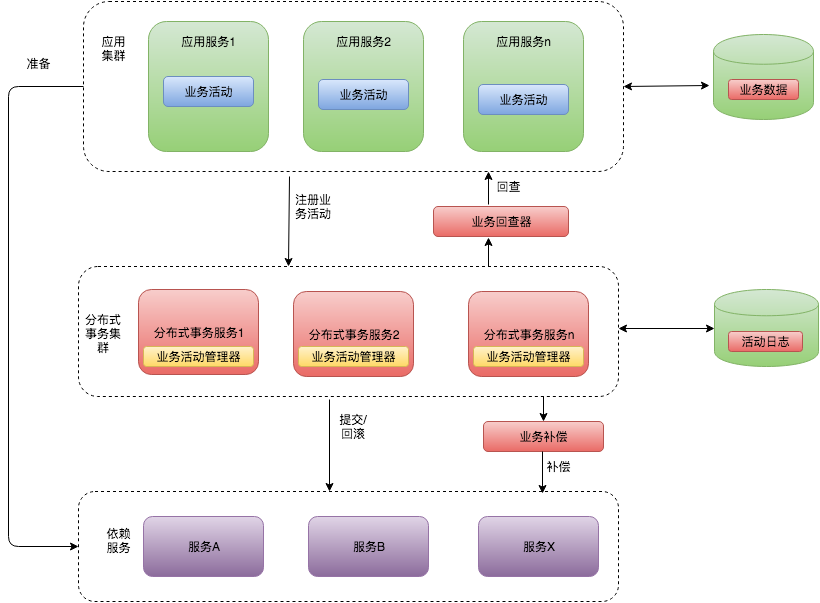 应用
集群
应用服务1
应用服务2
应用服务n
业务活动
业务活动
业务活动
业务数据
准备
注册业
务活动
回查
业务回查器
分布式
事务集
群
分布式事务服务1
业务活动管理器
分布式事务服务2
业务活动管理器
分布式事务服务n
业务活动管理器
活动日志
提交/
回滚
业务补偿
补偿
依赖
服务
服务A
服务B
服务X